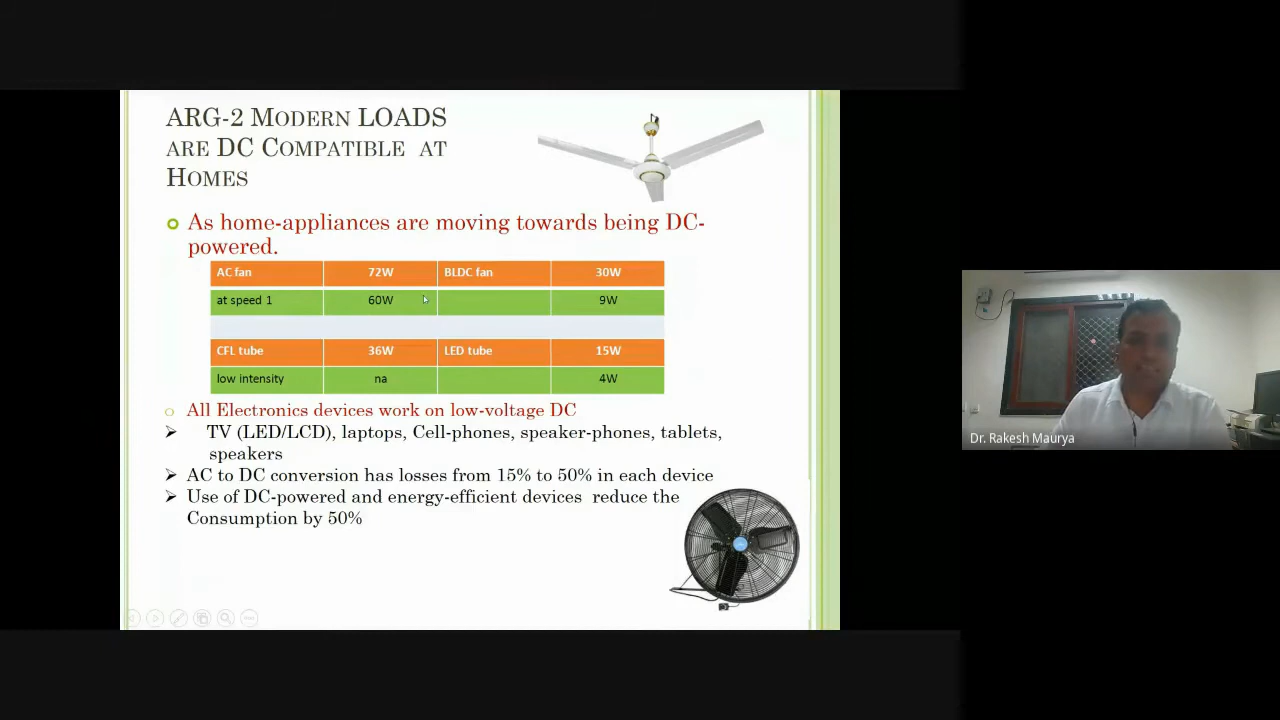 ARG-2 MODERN LOADS
ARE DC COMPATIBLE AT
HOMES
As home-appliances are moving towards being DC-
powered.
AC fan 72W BLDC fan 30W
at speed 1 60W 9W
CFL tube 36W LED tube 15W
low intensity na 4W
All Electronics devices work on low-voltage DC
TV (LED/LCD), laptops, Cell-phones, speaker-phones, tablets,
speakers
AC to DC conversion has losses from 15% to 50% in each device
Use of DC-powered and energy-efficient devices reduce the
Consumption by 50%
Dr. Rakesh Maurya